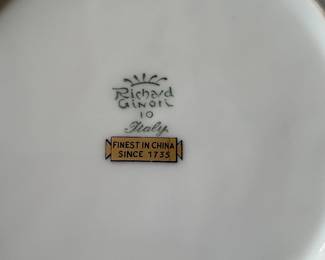 Richard
Ginori
10
Italy
FINEST IN CHINA
SINCE 1735